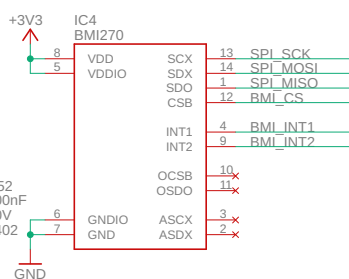 +3V3
IC4
BMI270
8 VDD SCX 13 SPI_SCK
5 VDDIO SDX 14 SPI_MOSI
SDO 1 SPI_MISO
CSB 12 BMI_CS
INT1 4 BMI_INT1
INT2 9 BMI_INT2
OCSB 10
OSDO 11
52
6 GNDIO ASCX 3
7 GND ASDX 2
GND